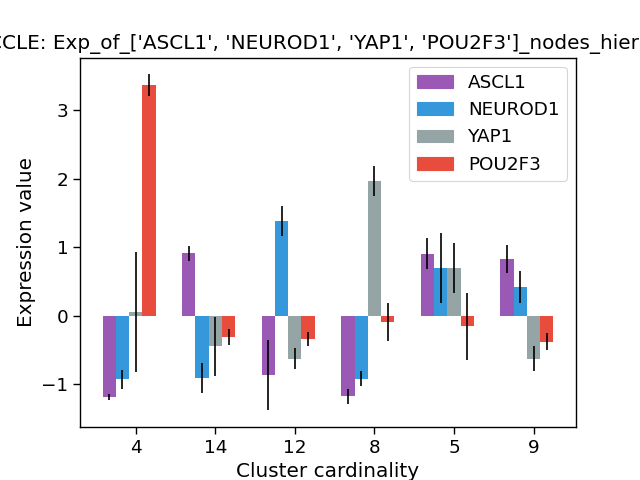 CCLE: Exp_of_['ASCL1', 'NEUROD1', 'YAP1', 'POU2F3']_nodes_hier
ASCL1
NEUROD1
YAP1
POU2F3
Expression value
3
2
1
0
−1
4 14 12 8 5 9
Cluster cardinality